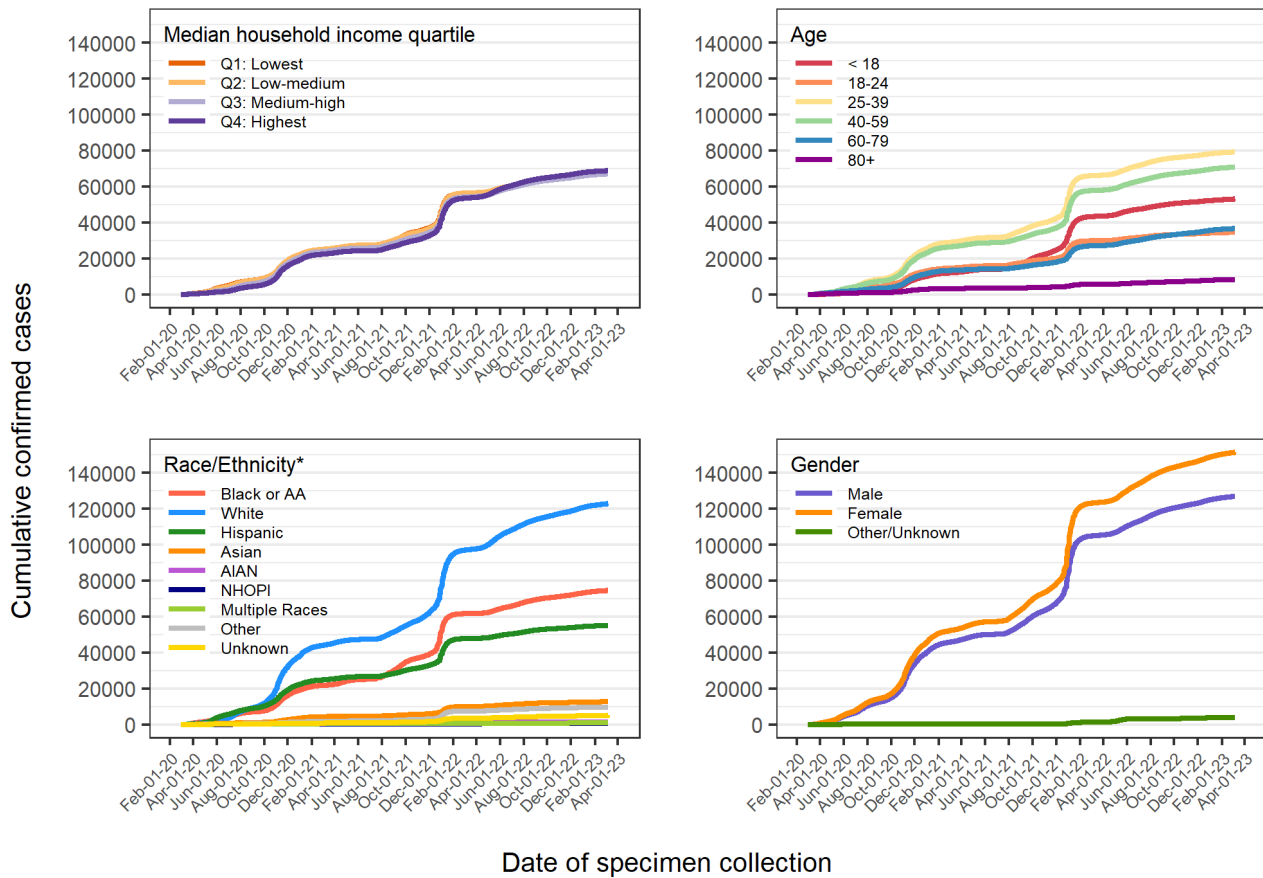 Cumulative confirmed cases
Median household income quartile
Q1: Lowest
Q2: Low-medium
Q3: Medium-high
Q4: Highest
140000
120000
100000
80000
60000
40000
20000
0
Feb-01-20
Apr-01-20
Jun-01-20
Aug-01-20
Oct-01-20
Dec-01-20
Feb-01-21
Apr-01-21
Jun-01-21
Aug-01-21
Oct-01-21
Dec-01-21
Feb-01-22
Apr-01-22
Jun-01-22
Aug-01-22
Oct-01-22
Dec-01-22
Feb-01-23
Apr-01-23
Age
< 18
18-24
25-39
40-59
60-79
80+
140000
120000
100000
80000
60000
40000
20000
0
Feb-01-20
Apr-01-20
Jun-01-20
Aug-01-20
Oct-01-20
Dec-01-20
Feb-01-21
Apr-01-21
Jun-01-21
Aug-01-21
Oct-01-21
Dec-01-21
Feb-01-22
Apr-01-22
Jun-01-22
Aug-01-22
Oct-01-22
Dec-01-22
Feb-01-23
Apr-01-23
Race/Ethnicity*
Black or AA
White
Hispanic
Asian
AIAN
NHOPI
Multiple Races
Other
Unknown
140000
120000
100000
80000
60000
40000
20000
0
Feb-01-20
Apr-01-20
Jun-01-20
Aug-01-20
Oct-01-20
Dec-01-20
Feb-01-21
Apr-01-21
Jun-01-21
Aug-01-21
Oct-01-21
Dec-01-21
Feb-01-22
Apr-01-22
Jun-01-22
Aug-01-22
Oct-01-22
Dec-01-22
Feb-01-23
Apr-01-23
Gender
Male
Female
Other/Unknown
140000
120000
100000
80000
60000
40000
20000
0
Feb-01-20
Apr-01-20
Jun-01-20
Aug-01-20
Oct-01-20
Dec-01-20
Feb-01-21
Apr-01-21
Jun-01-21
Aug-01-21
Oct-01-21
Dec-01-21
Feb-01-22
Apr-01-22
Jun-01-22
Aug-01-22
Oct-01-22
Dec-01-22
Feb-01-23
Apr-01-23
Date of specimen collection